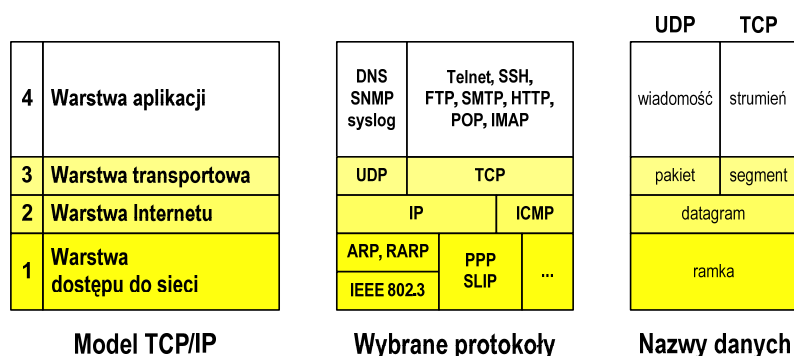 UDP TCP
4 Warstwa aplikacji
3 Warstwa transportowa
2 Warstwa Internetu
1 Warstwa
dostępu do sieci
Model TCP/IP
DNS
SNMP
syslog
Telnet, SSH,
FTP, SMTP, HTTP,
POP, IMAP
UDP TCP
IP ICMP
ARP, RARP
IEEE 802.3
PPP
SLIP
...
Wybrane protokoły
wiadomość strumień
pakiet segment
datagram
ramka
Nazwy danych